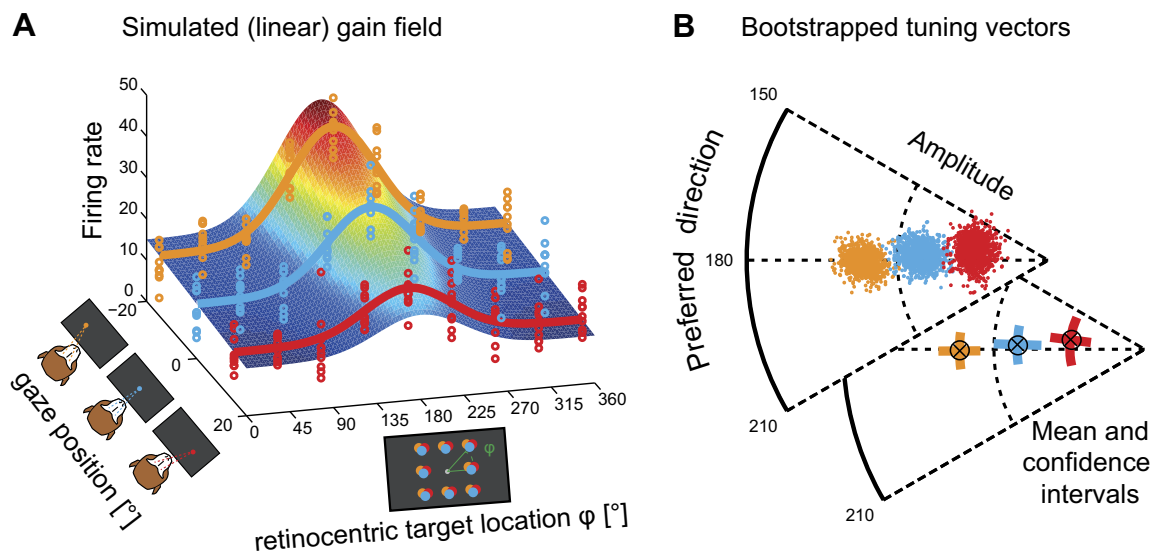 A Simulated (linear) gain field
Firing rate
50
40
30
20
10
0
−20
0
20
gaze position [°]
0 45 90 135 180 225 270 315 360
φ
retinocentric target location φ [°]
B Bootstrapped tuning vectors
150
180
210
Preferred direction
Amplitude
210
Mean and
confidence
intervals